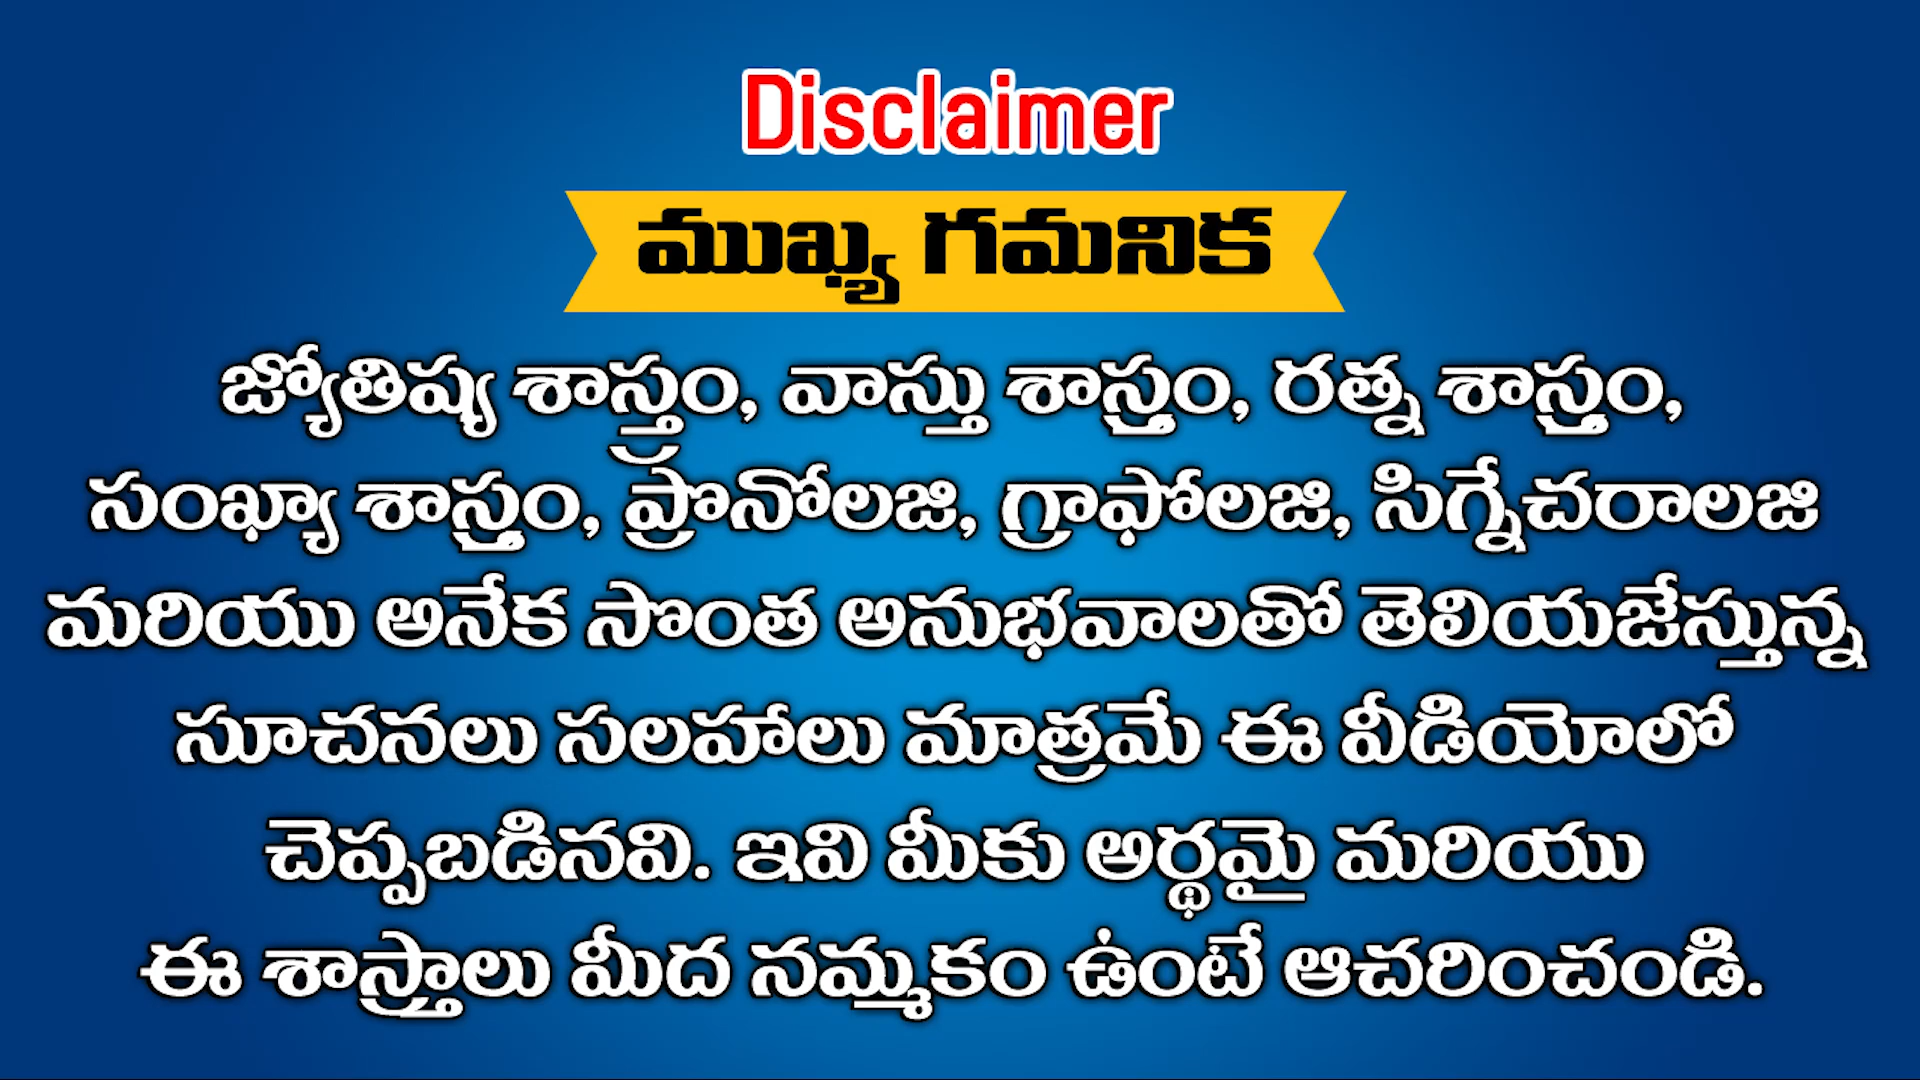 Disclaimer
ముఖ్య గమనిక
జ్యోతిష్య శాస్త్రం, వాస్తు శాస్త్రం, రత్న శాస్త్రం,
సంఖ్యా శాస్త్రం, ప్రొనోలజి, గ్రాఫోలజి, సిగ్నేచరాలజి
మరియు అనేక సొంత అనుభవాలతో తెలియజేస్తున్న
సూచనలు సలహాలు మాత్రమే ఈ వీడియోలో
చెప్పబడినవి. ఇవి మీకు అర్థమై మరియు
ఈ శాస్త్రాలు మీద నమ్మకం ఉంటే ఆచరించండి.